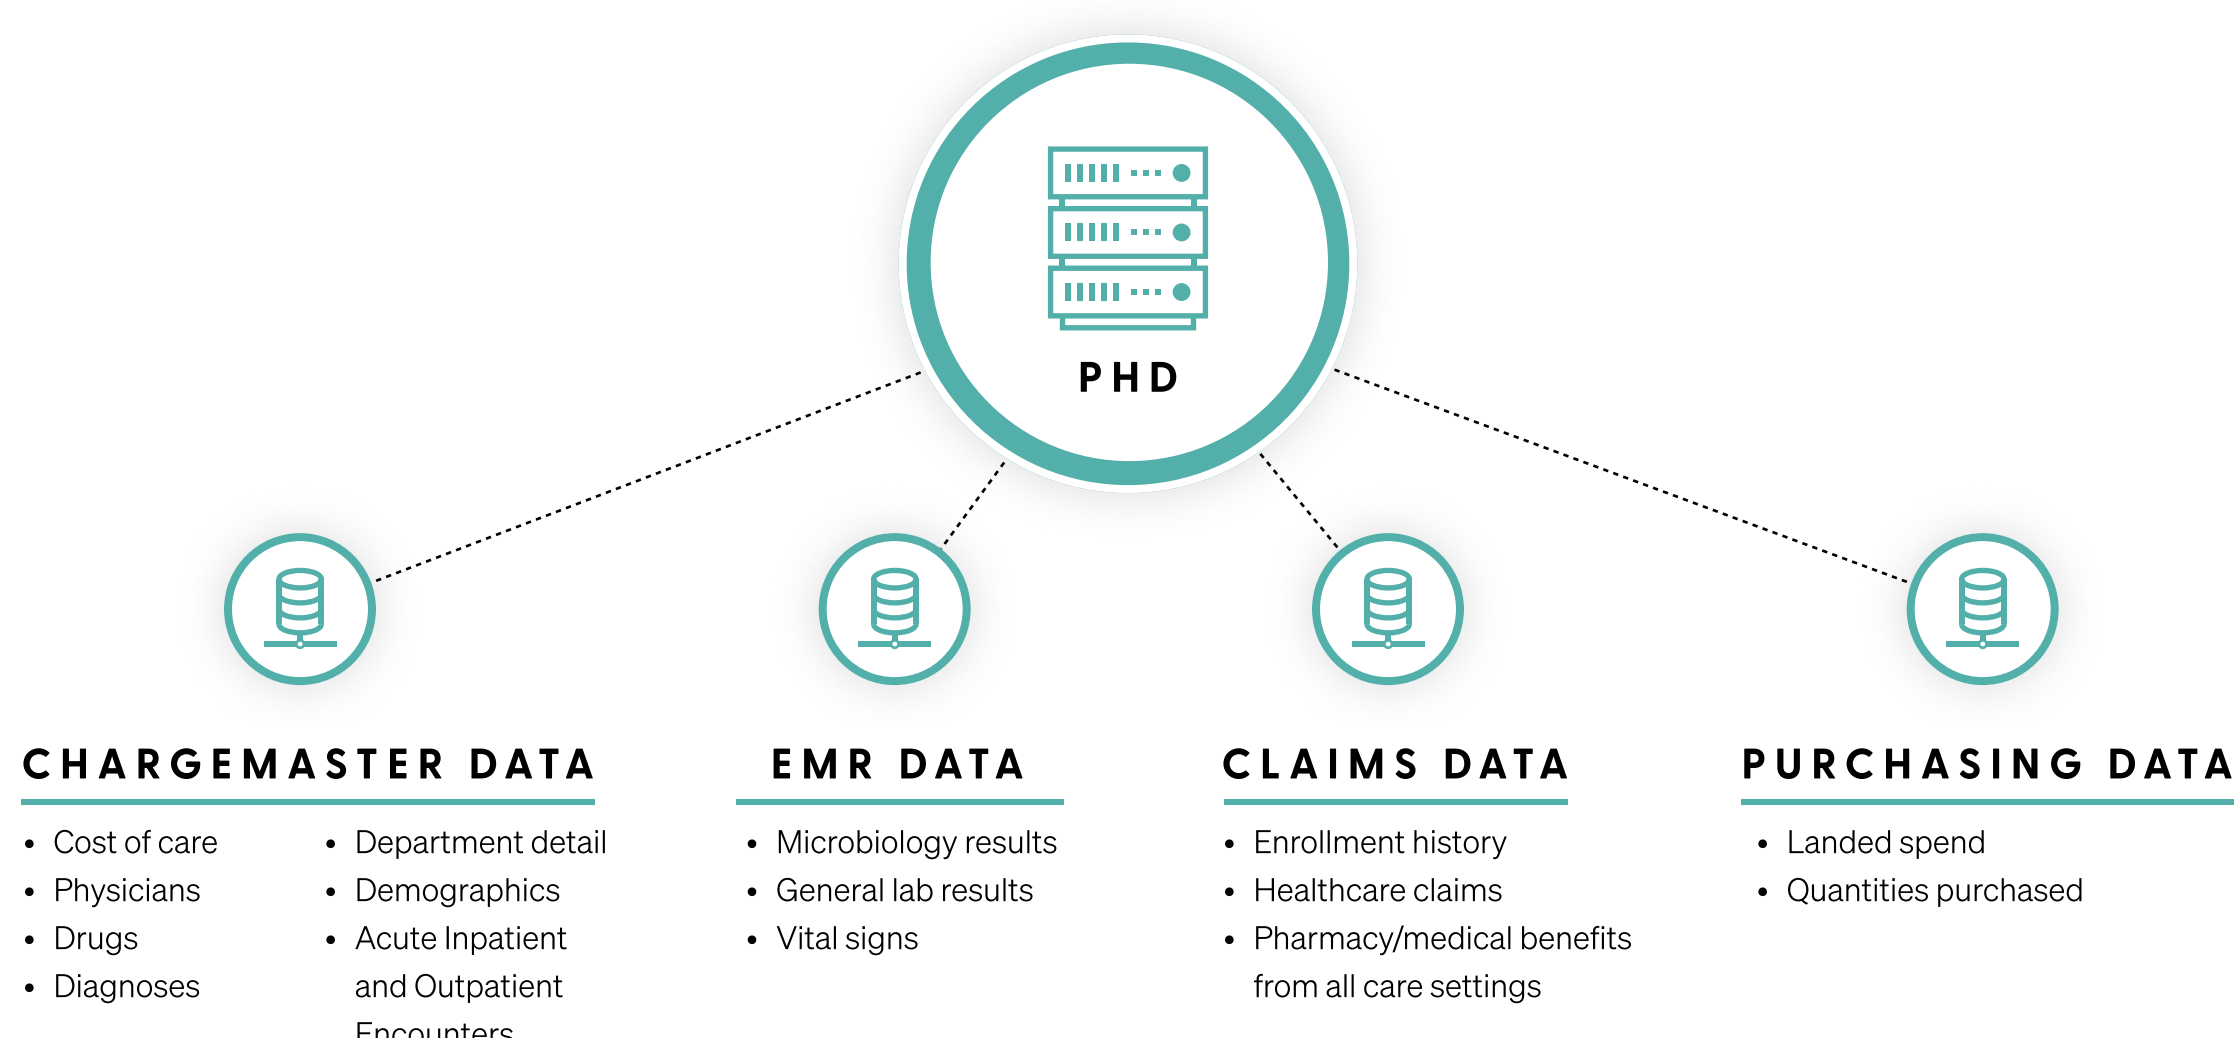 PHD
CHARGEMASTER DATA
• Cost of care
• Physicians
• Drugs
• Diagnoses
• Department detail
• Demographics
• Acute Inpatient
and Outpatient
Encounters
EMR DATA
• Microbiology results
• General lab results
• Vital signs
CLAIMS DATA
• Enrollment history
• Healthcare claims
• Pharmacy/medical benefits
from all care settings
PURCHASING DATA
• Landed spend
• Quantities purchased